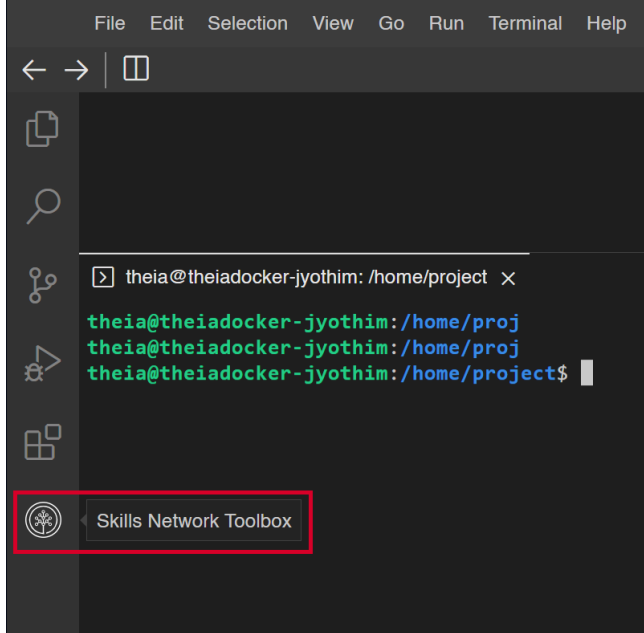 File Edit Selection View Go Run Terminal Help
theia@theiadocker-jyothim: /home/project
theia@theiadocker-jyothim:/home/proj
theia@theiadocker-jyothim:/home/proj
theia@theiadocker-jyothim:/home/project$
Skills Network Toolbox